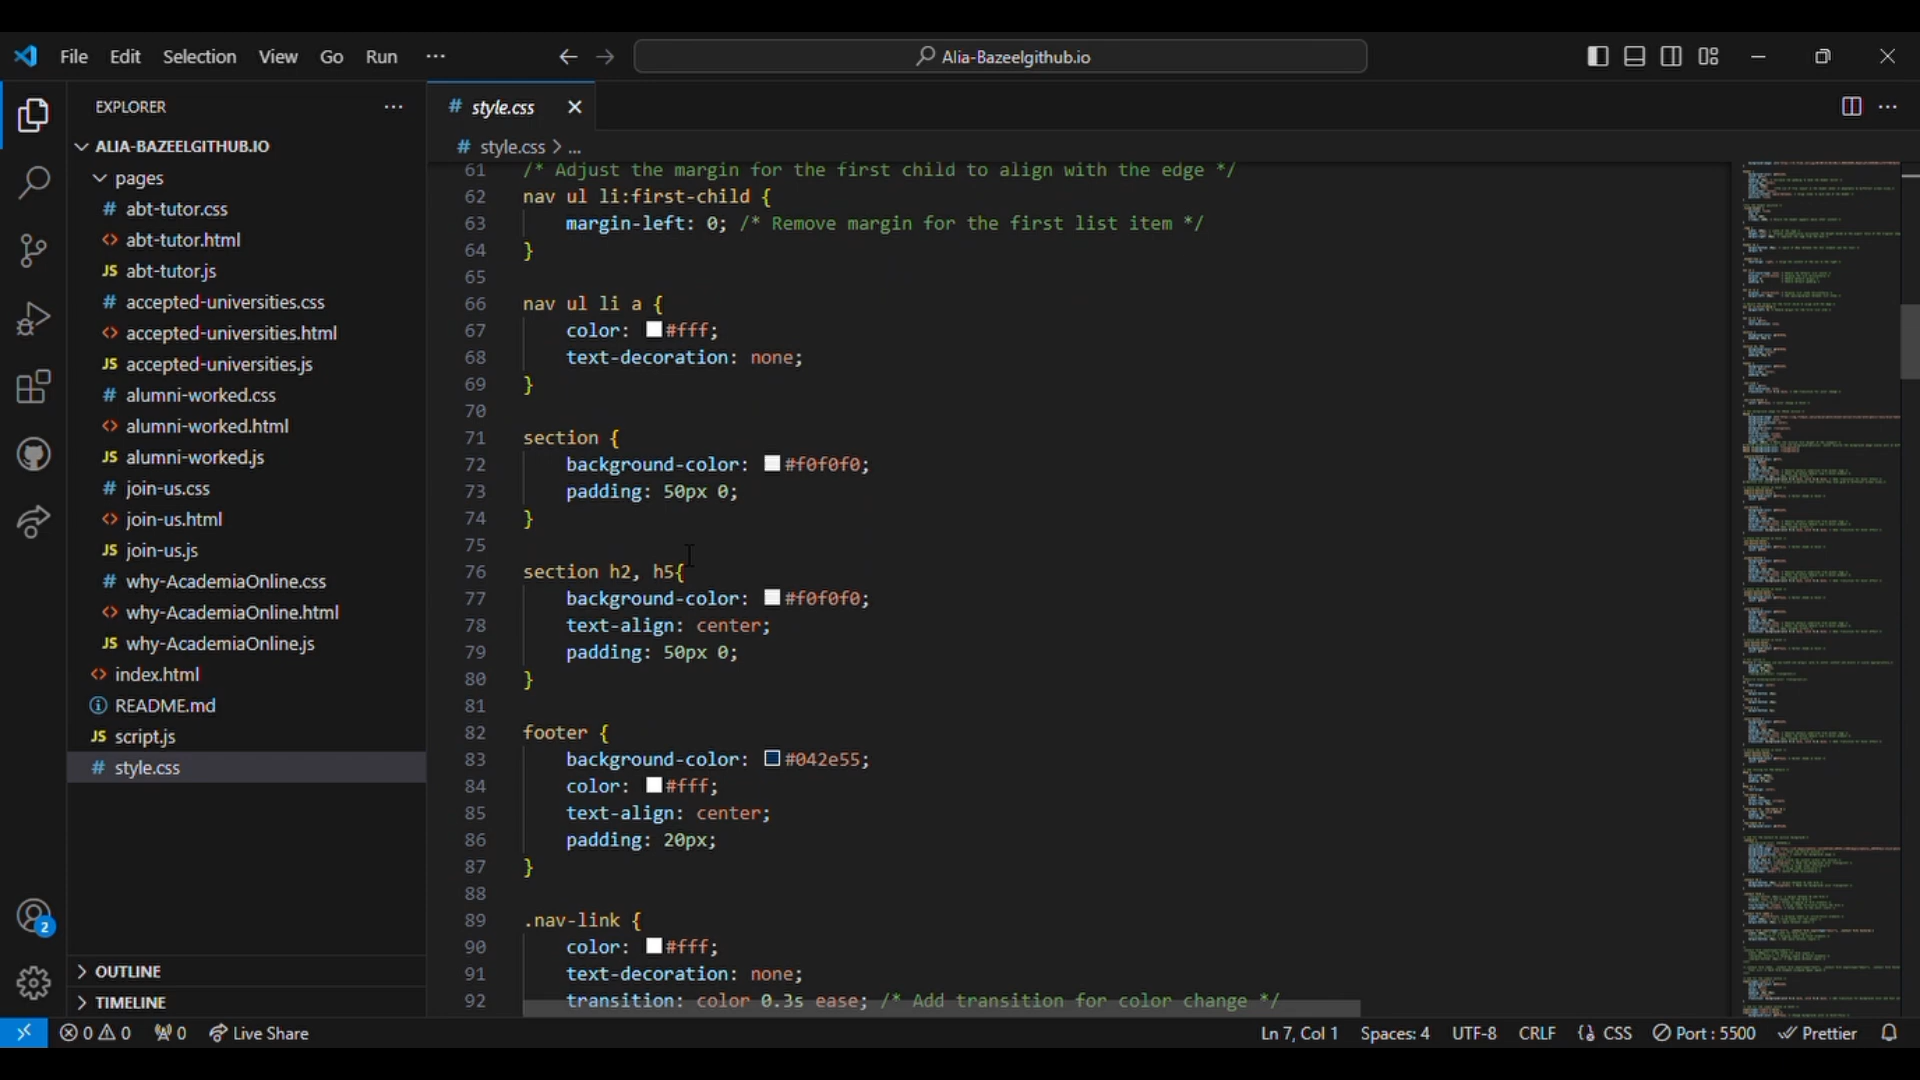 File Edit Selection View Go Run ...
Alia-Bazeelgithub.io
EXPLORER ...
ALIA-BAZEELGITHUB.IO
pages
# abt-tutor.css
<> abt-tutor.html
JS abt-tutor.js
# accepted-universities.css
<> accepted-universities.html
JS accepted-universities.js
# alumni-worked.css
<> alumni-worked.html
JS alumni-worked.js
# join-us.css
<> join-us.html
JS join-us.js
# why-AcademiaOnline.css
<> why-AcademiaOnline.html
JS why-AcademiaOnline.js
<> index.html
README.md
JS script.js
# style.css
OUTLINE
TIMELINE
2
# style.css
# style.css > ...
61 /* Adjust the margin for the first child to align with the edge */
62 nav ul li:first-child {
63 margin-left: 0; /* Remove margin for the first list item */
64 }
65
66 nav ul li a {
67 color: #fff;
68 text-decoration: none;
69 }
70
71 section {
72 background-color: #f0f0f0;
73 padding: 50px 0;
74 }
75
76 section h2, h5{
77 background-color: #f0f0f0;
78 text-align: center;
79 padding: 50px 0;
80 }
81
82 footer {
83 background-color: #042e55;
84 color: #fff;
85 text-align: center;
86 padding: 20px;
87 }
88
89 .nav-link {
90 color: #fff;
91 text-decoration: none;
92 transition: color 0.3s ease; /* Add transition for color change */
0 0 0 Live Share Ln 7, Col 1 Spaces: 4 UTF-8 CRLF {} CSS Port : 5500 Prettier